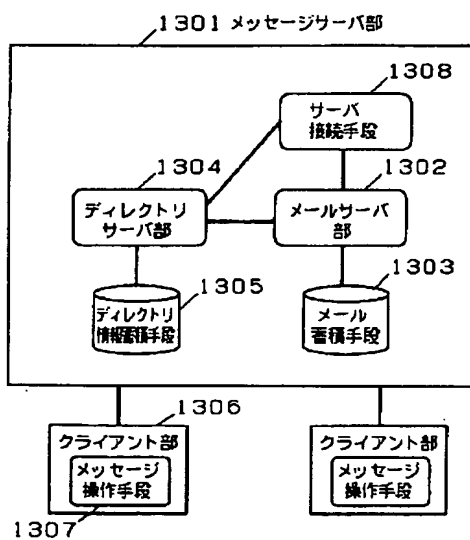 1301 メッセージサーバ部
1308
サーバ
接続手段
1304
1302
ディレクトリ
サーバ部
メールサーバ
部
1305
1303
ディレクトリ
情報蓄積手段
メール
蓄積手段
1306
クライアント部
メッセージ
操作手段
1307
クライアント部
メッセージ
操作手段